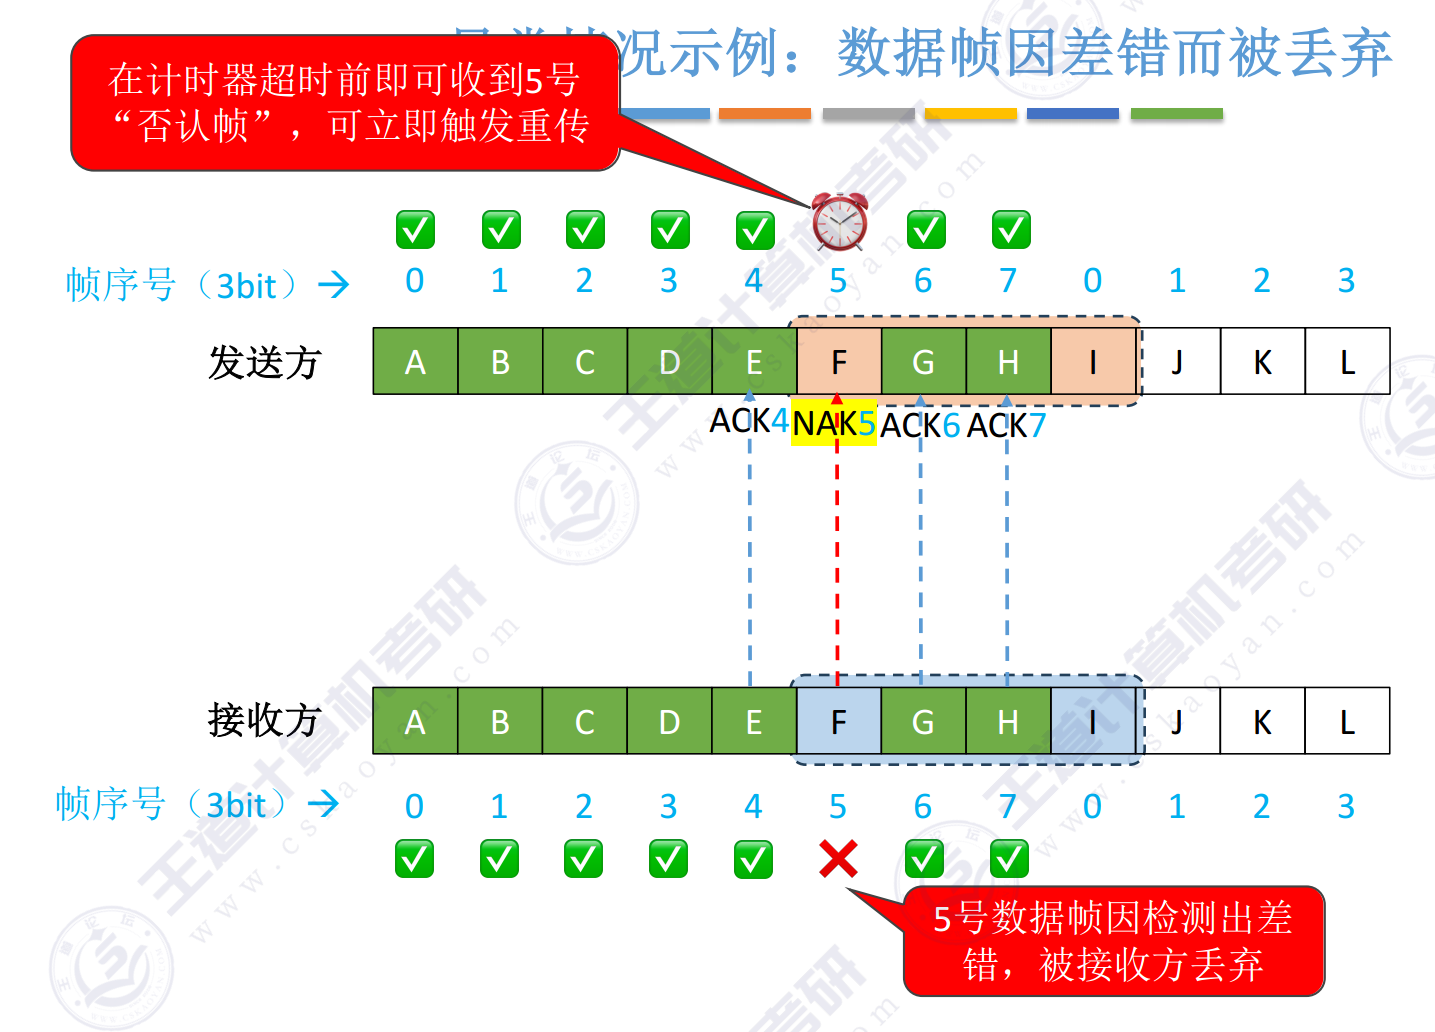 况示例：数据帧因差错而被丢弃
在计时器超时前即可收到5号
“否认帧”，可立即触发重传
帧序号（3bit）→ 0 1 2 3 4 5 6 7 0 1 2 3
发送方 A B C D E F G H I J K L
ACK4 NAK5 ACK6 ACK7
接收方 A B C D E F G H I J K L
帧序号（3bit）→ 0 1 2 3 4 5 6 7 0 1 2 3
5号数据帧因检测出差
错，被接收方丢弃
王道计算机考研
www.cskaoyan.com